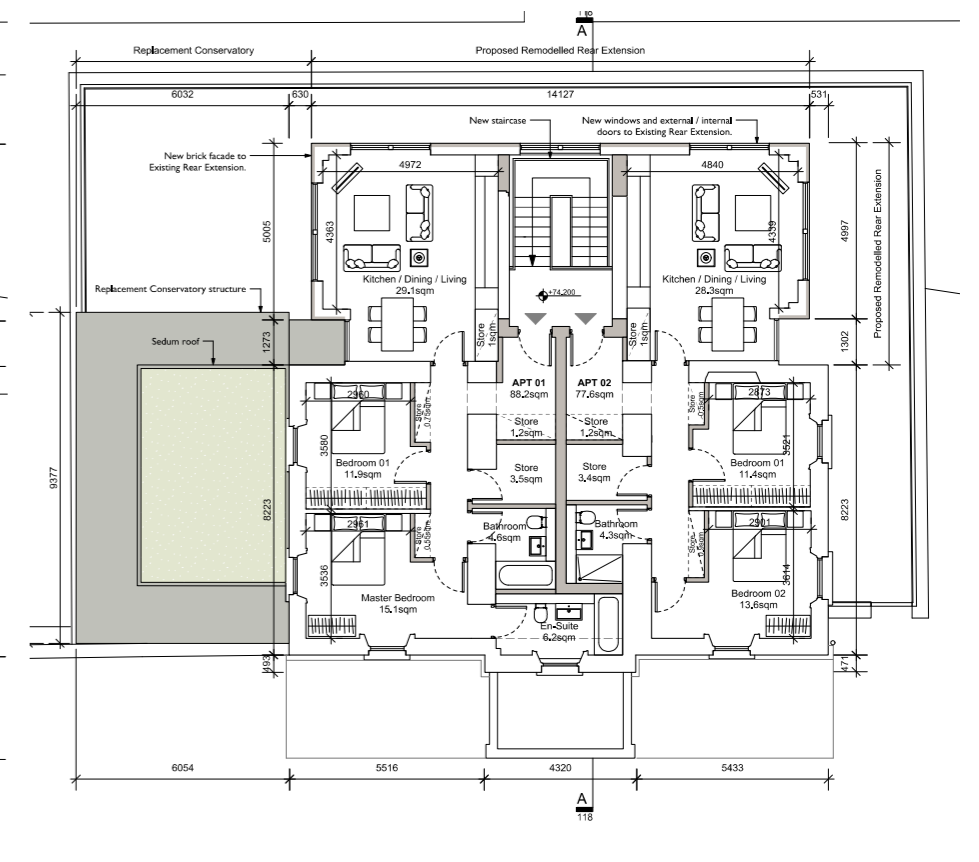 118
A
Replacement Conservatory
Proposed Remodelled Rear Extension
6032
630
14127
531
New staircase
New windows and external / internal
doors to Existing Rear Extension.
New brick facade to
Existing Rear Extension.
4972
4840
5005
4363
4339
4997
Proposed Remodelled Rear Extension
Kitchen / Dining / Living
29.1sqm
Kitchen / Dining / Living
28.3sqm
Replacement Conservatory structure
+74.200
Sedum roof
1273
Store
1sqm
Store
1sqm
1302
APT 01
88.2sqm
APT 02
77.6sqm
2960
Store
0.7sqm
Store
1.2sqm
Store
1.2sqm
Store
2873
3580
3521
Bedroom 01
11.9sqm
Store
3.5sqm
Store
3.4sqm
Bedroom 01
11.4sqm
9377
8223
8223
2961
Store
Bathroom
4.6sqm
Bathroom
4.3sqm
Store
2901
3536
3614
Master Bedroom
15.1sqm
Bedroom 02
13.6sqm
En-Suite
6.2sqm
493
471
6054
5516
4320
5433
A
118